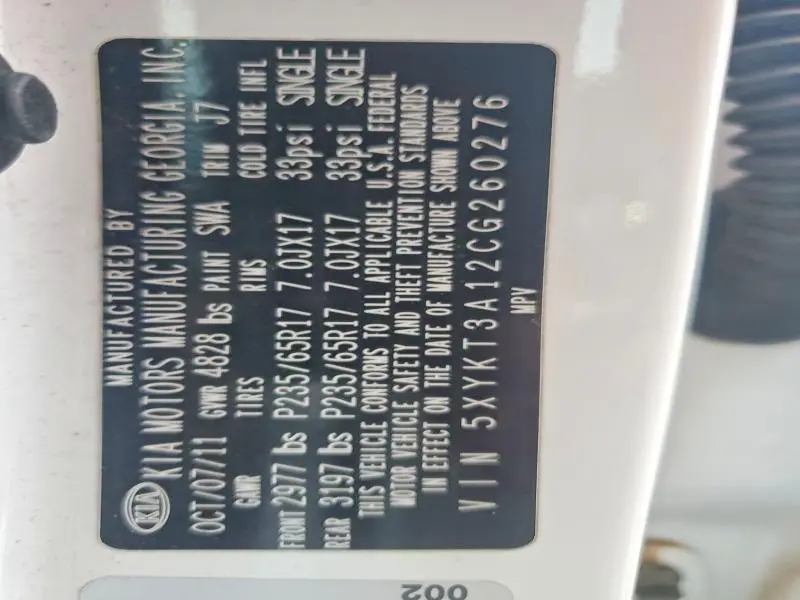 MANUFACTURED BY
KIA KIA MOTORS MANUFACTURING GEORGIA, INC.
OCT/07/11 GVWR 4828 lbs PAINT SWA TRIM J7
GAWR TIRES RIMS COLD TIRE INFL
FRONT 2977 lbs P235/65R17 7.0JX17 33psi SINGLE
REAR 3197 lbs P235/65R17 7.0JX17 33psi SINGLE
THIS VEHICLE CONFORMS TO ALL APPLICABLE U.S.A. FEDERAL
MOTOR VEHICLE SAFETY AND THEFT PREVENTION STANDARDS
IN EFFECT ON THE DATE OF MANUFACTURE SHOWN ABOVE
VIN 5XYKT3A12CG260276
MPV
002